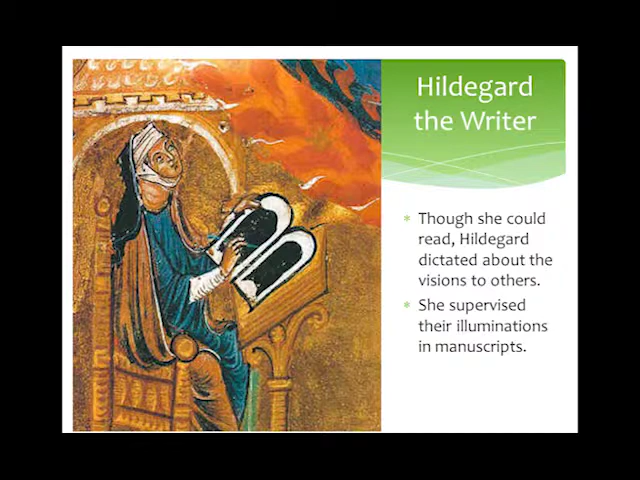 Hildegard
the Writer
* Though she could
read, Hildegard
dictated about the
visions to others.
* She supervised
their illuminations
in manuscripts.